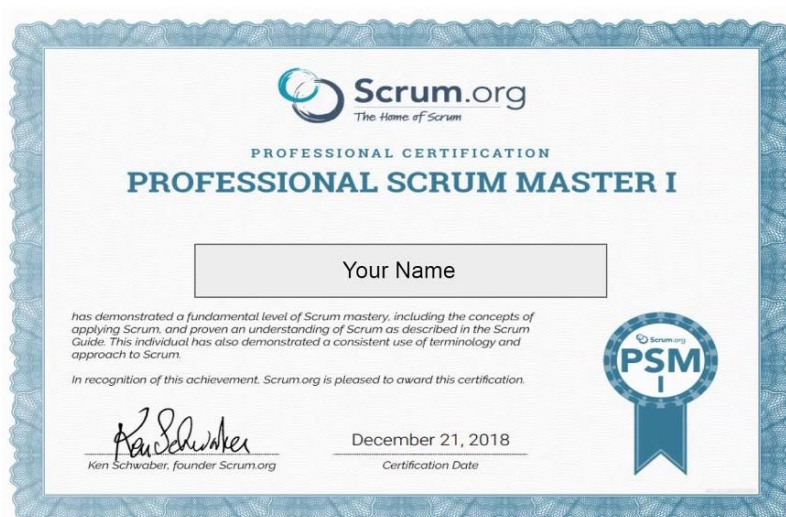 Scrum.org
The Home of Scrum
PROFESSIONAL CERTIFICATION
PROFESSIONAL SCRUM MASTER I
Your Name
has demonstrated a fundamental level of Scrum mastery, including the concepts of
applying Scrum, and proven an understanding of Scrum as described in the Scrum
Guide. This individual has also demonstrated a consistent use of terminology and
approach to Scrum.
In recognition of this achievement, Scrum.org is pleased to award this certification.
Scrum.org
PSM
I
Ken Schwaber
December 21, 2018
Ken Schwaber, founder Scrum.org
Certification Date